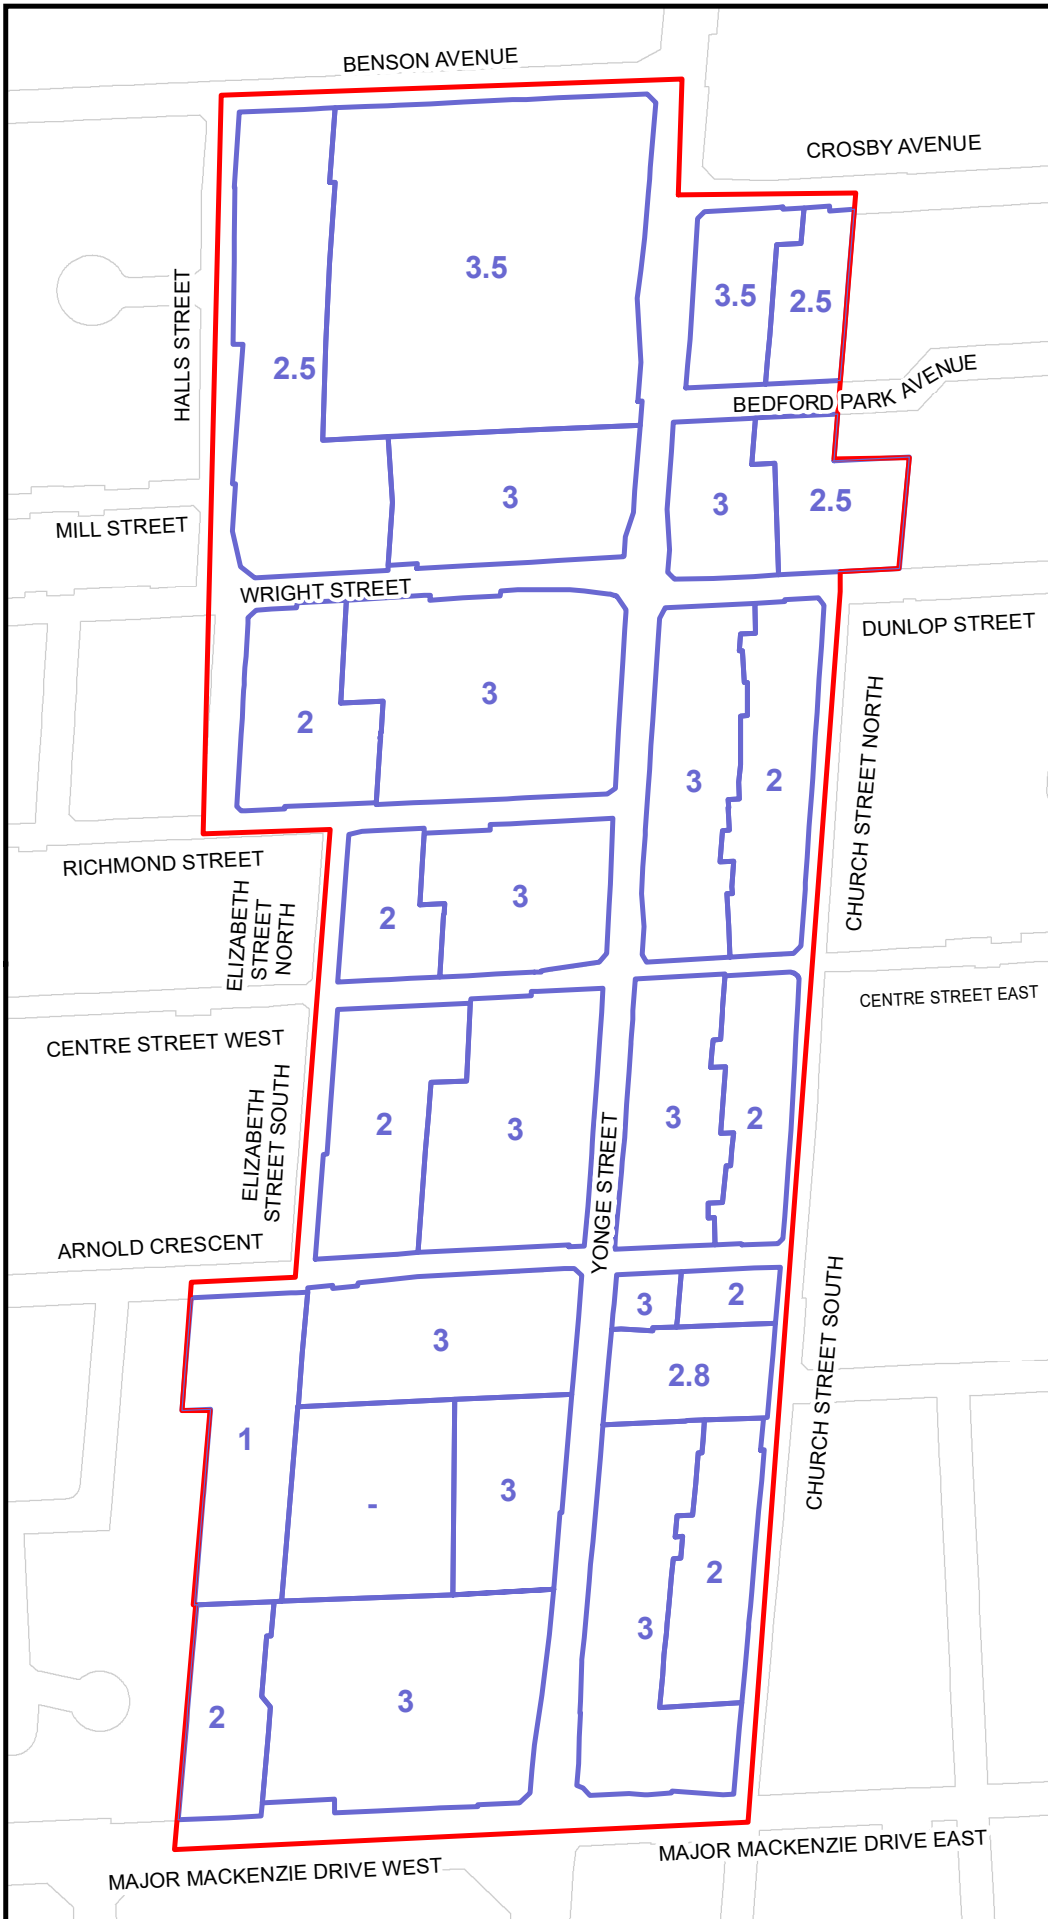 BENSON AVENUE
CROSBY AVENUE
3.5
HALLS STREET
3.5
2.5
2.5
BEDFORD PARK AVENUE
3
3
2.5
MILL STREET
WRIGHT STREET
DUNLOP STREET
3
2
3
2
CHURCH STREET NORTH
RICHMOND STREET
ELIZABETH
STREET
NORTH
2
3
CENTRE STREET EAST
CENTRE STREET WEST
ELIZABETH
STREET SOUTH
2
3
3
2
YONGE STREET
ARNOLD CRESCENT
3
2
3
2.8
CHURCH STREET SOUTH
1
-
3
2
3
3
2
MAJOR MACKENZIE DRIVE EAST
MAJOR MACKENZIE DRIVE WEST